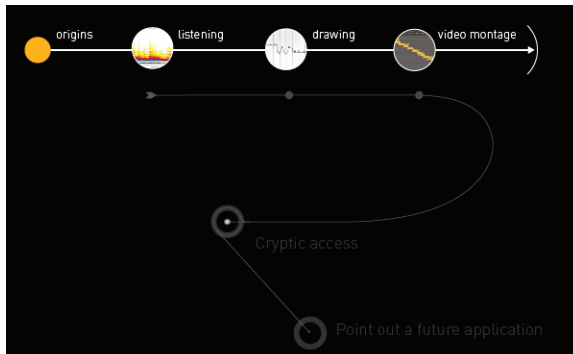 origins
listening
drawing
video montage
Cryptic access
Point out a future application